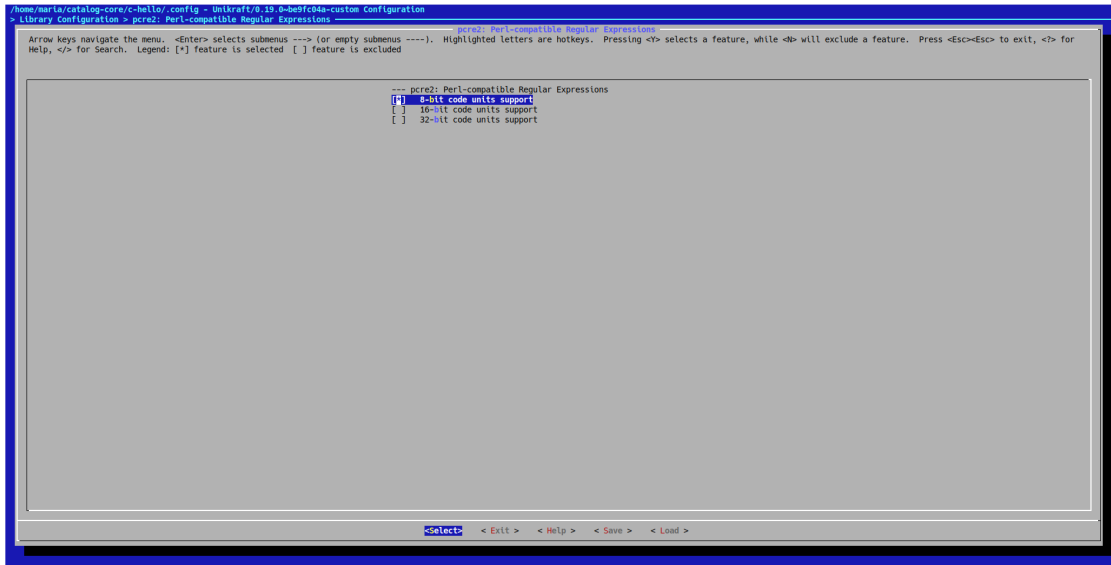 /home/maria/catalog-core/c-hello/.config - Unikraft/0.19.0~be9fc04a-custom Configuration
> Library Configuration > pcre2: Perl-compatible Regular Expressions
pcre2: Perl-compatible Regular Expressions
Arrow keys navigate the menu. <Enter> selects submenus ---> (or empty submenus ----). Highlighted letters are hotkeys. Pressing <Y> selects a feature, while <N> will exclude a feature. Press <Esc><Esc> to exit, <?> for
Help, </> for Search. Legend: [*] feature is selected [ ] feature is excluded
--- pcre2: Perl-compatible Regular Expressions
[*] 8-bit code units support
[ ] 16-bit code units support
[ ] 32-bit code units support
<Select> < Exit > < Help > < Save > < Load >